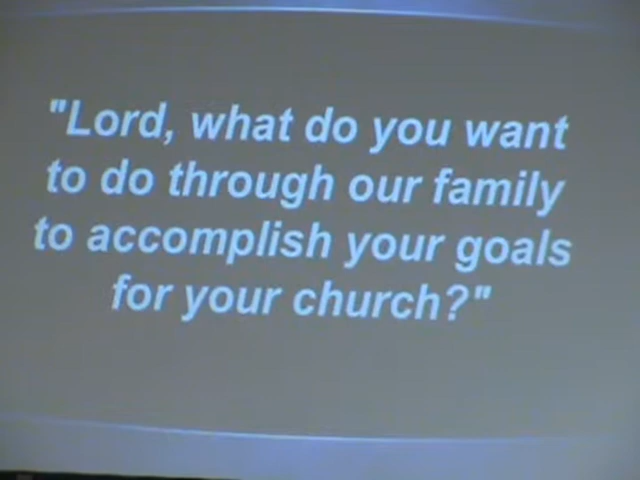 "Lord, what do you want
to do through our family
to accomplish your goals
for your church?"